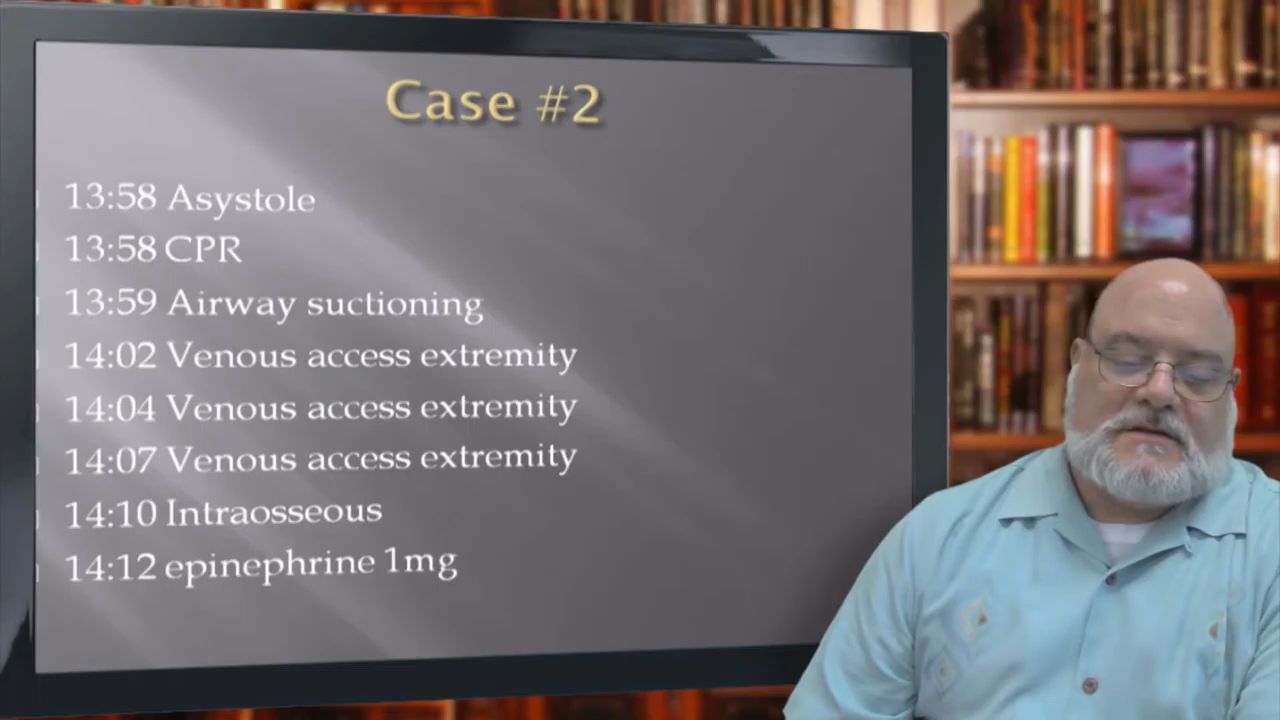 Case #2
13:58 Asystole
13:58 CPR
13:59 Airway suctioning
14:02 Venous access extremity
14:04 Venous access extremity
14:07 Venous access extremity
14:10 Intraosseous
14:12 epinephrine 1mg